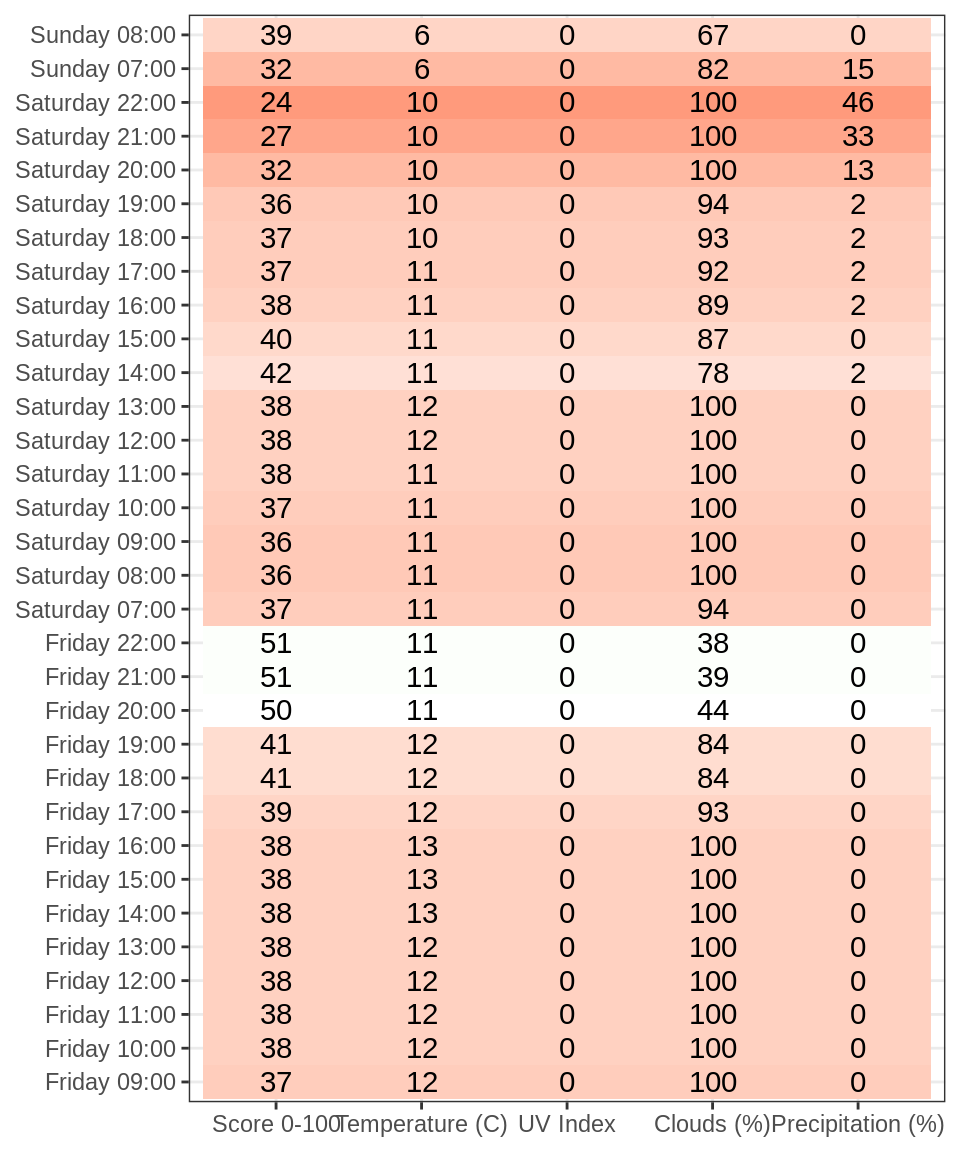 Sunday 08:00 39 6 0 67 0
Sunday 07:00 32 6 0 82 15
Saturday 22:00 24 10 0 100 46
Saturday 21:00 27 10 0 100 33
Saturday 20:00 32 10 0 100 13
Saturday 19:00 36 10 0 94 2
Saturday 18:00 37 10 0 93 2
Saturday 17:00 37 11 0 92 2
Saturday 16:00 38 11 0 89 2
Saturday 15:00 40 11 0 87 0
Saturday 14:00 42 11 0 78 2
Saturday 13:00 38 12 0 100 0
Saturday 12:00 38 12 0 100 0
Saturday 11:00 38 11 0 100 0
Saturday 10:00 37 11 0 100 0
Saturday 09:00 36 11 0 100 0
Saturday 08:00 36 11 0 100 0
Saturday 07:00 37 11 0 94 0
Friday 22:00 51 11 0 38 0
Friday 21:00 51 11 0 39 0
Friday 20:00 50 11 0 44 0
Friday 19:00 41 12 0 84 0
Friday 18:00 41 12 0 84 0
Friday 17:00 39 12 0 93 0
Friday 16:00 38 13 0 100 0
Friday 15:00 38 13 0 100 0
Friday 14:00 38 13 0 100 0
Friday 13:00 38 12 0 100 0
Friday 12:00 38 12 0 100 0
Friday 11:00 38 12 0 100 0
Friday 10:00 38 12 0 100 0
Friday 09:00 37 12 0 100 0
Score 0-100 Temperature (C) UV Index Clouds (%) Precipitation (%)